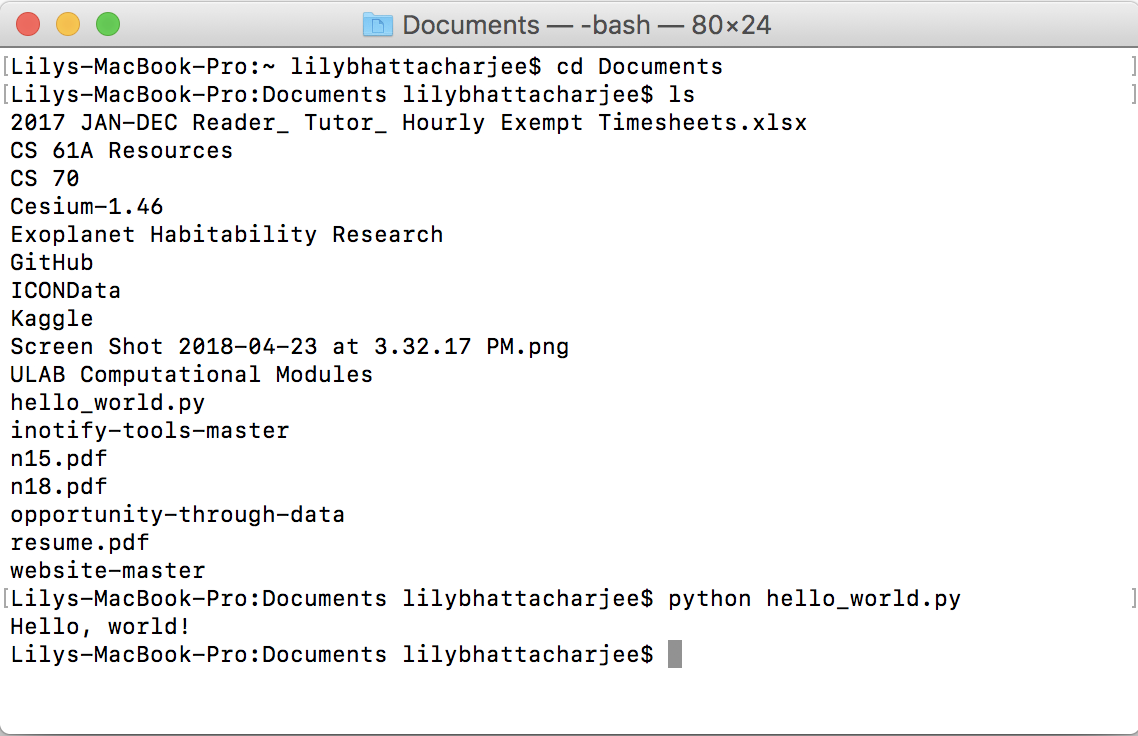 Documents — -bash — 80×24
[Lilys-MacBook-Pro:~ lilybhattacharjee$ cd Documents ]
[Lilys-MacBook-Pro:Documents lilybhattacharjee$ ls ]
2017 JAN-DEC Reader_ Tutor_ Hourly Exempt Timesheets.xlsx
CS 61A Resources
CS 70
Cesium-1.46
Exoplanet Habitability Research
GitHub
ICONData
Kaggle
Screen Shot 2018-04-23 at 3.32.17 PM.png
ULAB Computational Modules
hello_world.py
inotify-tools-master
n15.pdf
n18.pdf
opportunity-through-data
resume.pdf
website-master
[Lilys-MacBook-Pro:Documents lilybhattacharjee$ python hello_world.py ]
Hello, world!
Lilys-MacBook-Pro:Documents lilybhattacharjee$